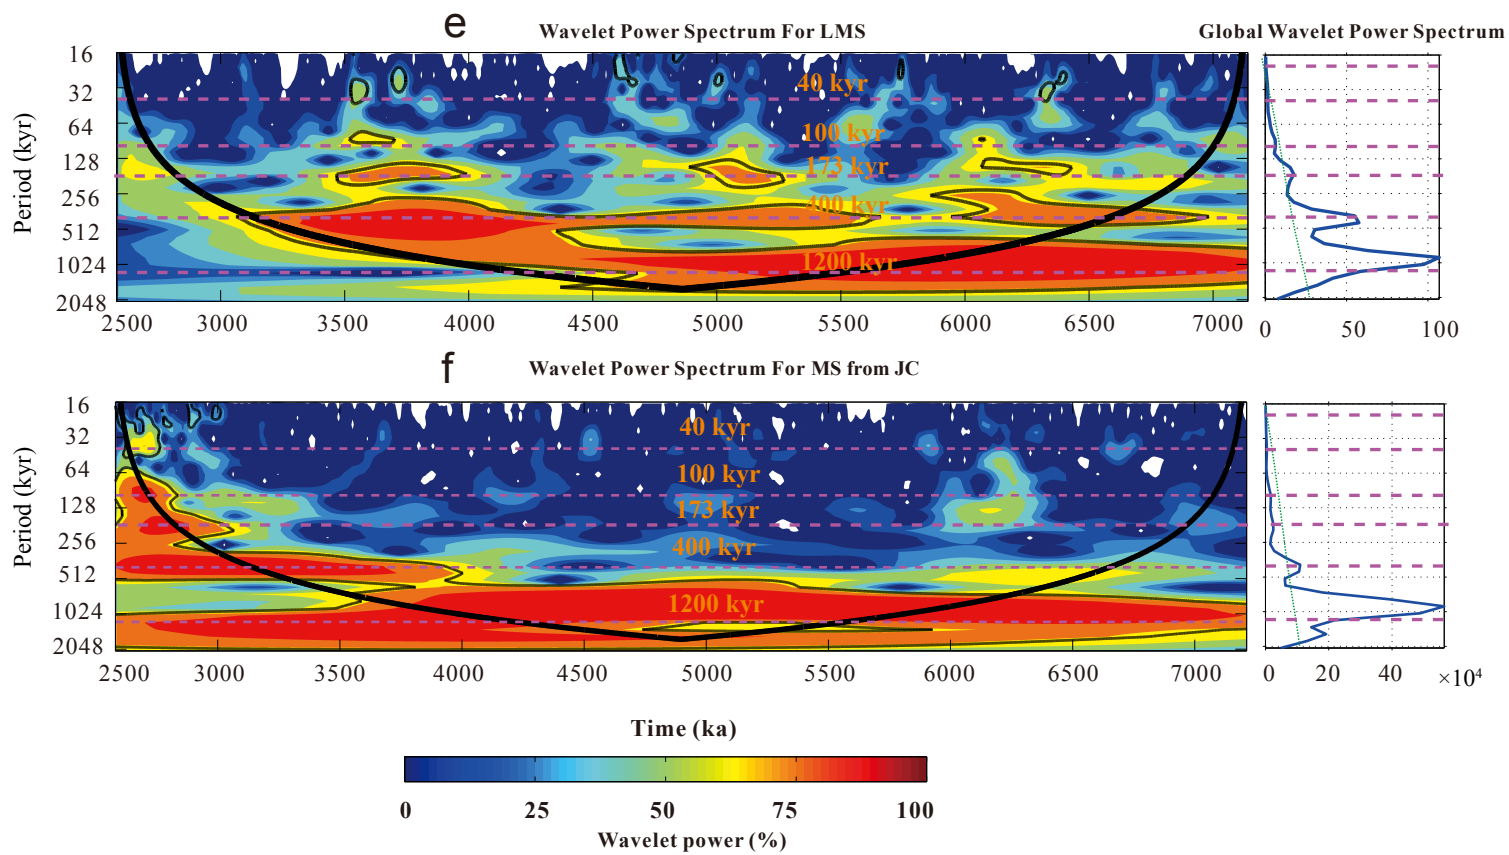 e
Wavelet Power Spectrum For LMS
Global Wavelet Power Spectrum
Period (kyr)
16
32
64
128
256
512
1024
2048
40 kyr
100 kyr
173 kyr
400 kyr
1200 kyr
2500 3000 3500 4000 4500 5000 5500 6000 6500 7000
0 50 100
f
Wavelet Power Spectrum For MS from JC
Period (kyr)
16
32
64
128
256
512
1024
2048
40 kyr
100 kyr
173 kyr
400 kyr
1200 kyr
2500 3000 3500 4000 4500 5000 5500 6000 6500 7000
0 20 40 ×10⁴
Time (ka)
0 25 50 75 100
Wavelet power (%)